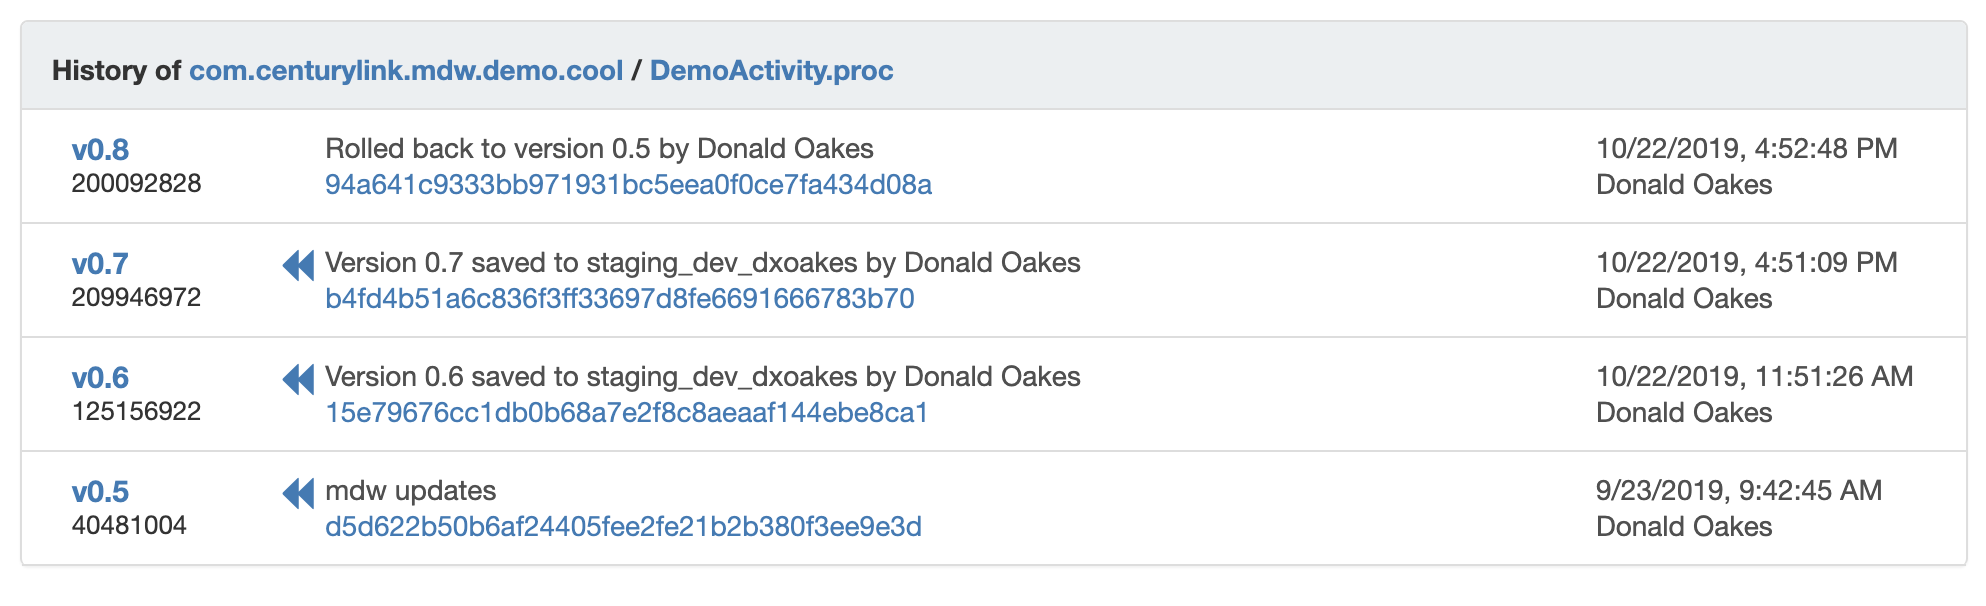 History of com.centurylink.mdw.demo.cool / DemoActivity.proc
v0.8
200092828
Rolled back to version 0.5 by Donald Oakes
94a641c9333bb971931bc5eea0f0ce7fa434d08a
10/22/2019, 4:52:48 PM
Donald Oakes
v0.7
209946972
Version 0.7 saved to staging_dev_dxoakes by Donald Oakes
b4fd4b51a6c836f3ff33697d8fe6691666783b70
10/22/2019, 4:51:09 PM
Donald Oakes
v0.6
125156922
Version 0.6 saved to staging_dev_dxoakes by Donald Oakes
15e79676cc1db0b68a7e2f8c8aeaaf144ebe8ca1
10/22/2019, 11:51:26 AM
Donald Oakes
v0.5
40481004
mdw updates
d5d622b50b6af24405fee2fe21b2b380f3ee9e3d
9/23/2019, 9:42:45 AM
Donald Oakes